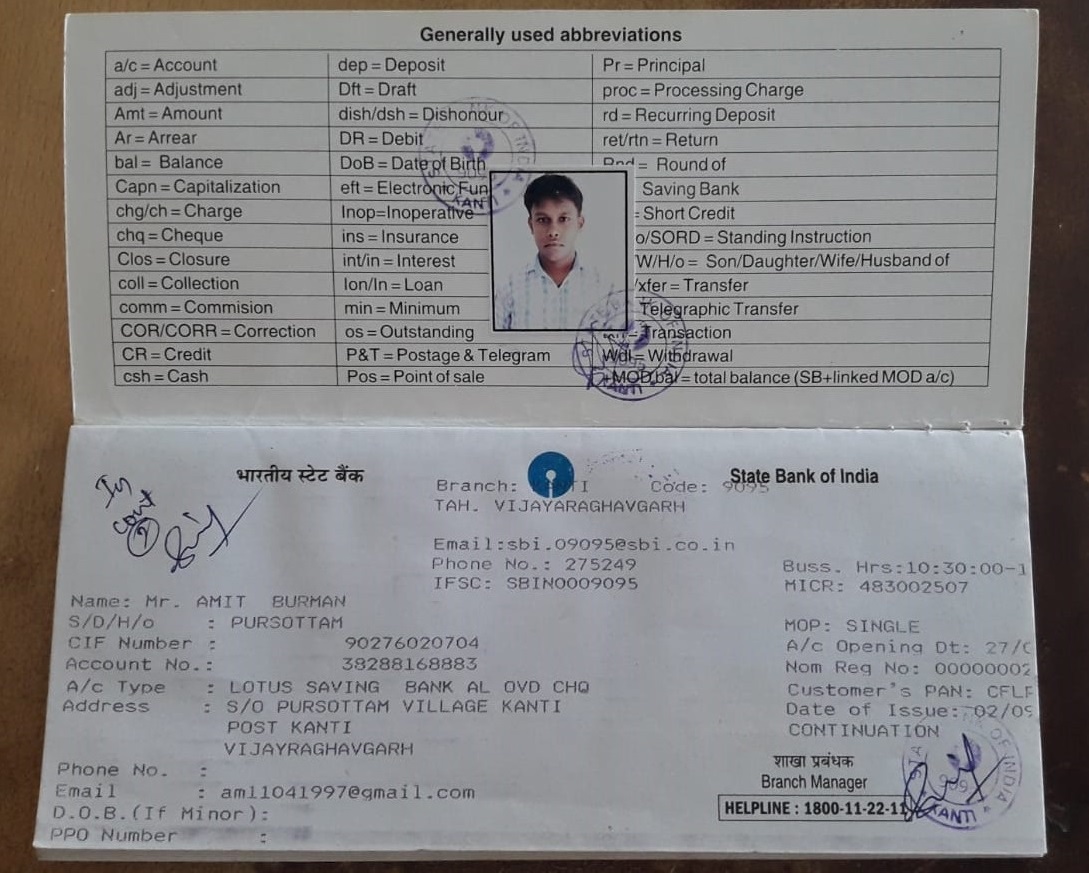 Generally used abbreviations
a/c = Account dep = Deposit Pr = Principal
adj = Adjustment Dft = Draft proc = Processing Charge
Amt = Amount dish/dsh = Dishonour rd = Recurring Deposit
Ar = Arrear DR = Debit ret/rtn = Return
bal = Balance DoB = Date of Birth Rnd = Round of
Capn = Capitalization eft = Electronic Fun Saving Bank
chg/ch = Charge Inop=Inoperative = Short Credit
chq = Cheque ins = Insurance o/SORD = Standing Instruction
Clos = Closure int/in = Interest W/H/o = Son/Daughter/Wife/Husband of
coll = Collection lon/ln = Loan /xfer = Transfer
comm = Commision min = Minimum Telegraphic Transfer
COR/CORR = Correction os = Outstanding = Transaction
CR = Credit P&T = Postage & Telegram Wdl = Withdrawal
csh = Cash Pos = Point of sale +MOD bal = total balance (SB+linked MOD a/c)
भारतीय स्टेट बैंक State Bank of India
Branch: KANTI Code: 9095
TAH. VIJAYARAGHAVGARH
Email:sbi.09095@sbi.co.in
Phone No.: 275249 Buss. Hrs:10:30:00-1
IFSC: SBIN0009095 MICR: 483002507
Name: Mr. AMIT BURMAN
S/D/H/o : PURSOTTAM MOP: SINGLE
CIF Number : 90276020704 A/c Opening Dt: 27/0
Account No.: 38288168883 Nom Reg No: 00000002
A/c Type : LOTUS SAVING BANK AL OVD CHQ Customer's PAN: CFLP
Address : S/O PURSOTTAM VILLAGE KANTI Date of Issue: 02/09
POST KANTI CONTINUATION
VIJAYRAGHAVGARH
शाखा प्रबंधक
Phone No. :
Branch Manager
Email : am11041997@gmail.com
HELPLINE : 1800-11-22-11
D.O.B.(If Minor):
PPO Number :
KANTI